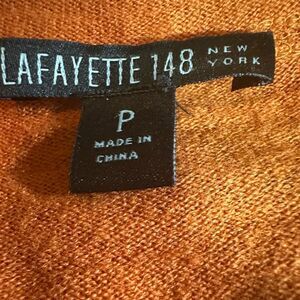 LAFAYETTE 148 NEW YORK
P
MADE IN
CHINA